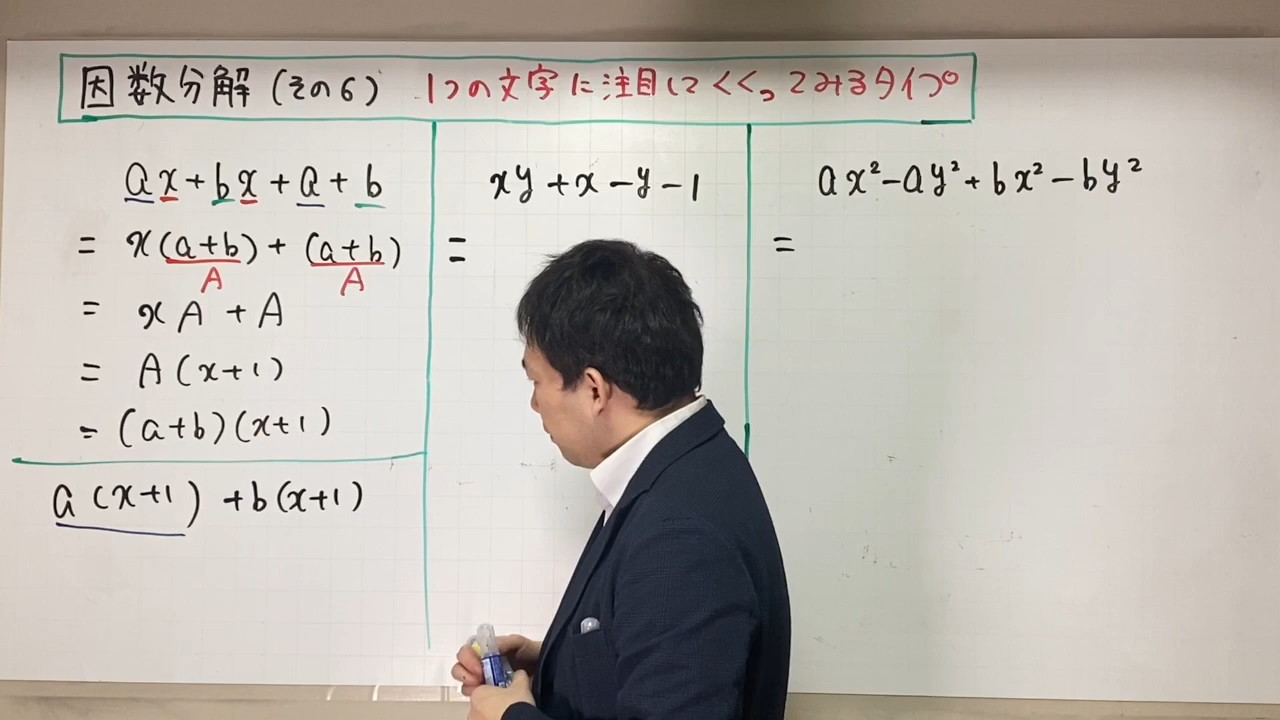 因数分解(その6) 1つの文字に注目してくくってみるタイプ
ax+bx+a+b
= x(a+b)+(a+b)
A A
= xA+A
= A(x+1)
= (a+b)(x+1)
a(x+1)+b(x+1)
xy+x-y-1
=
ax²-ay²+bx²-by²
=